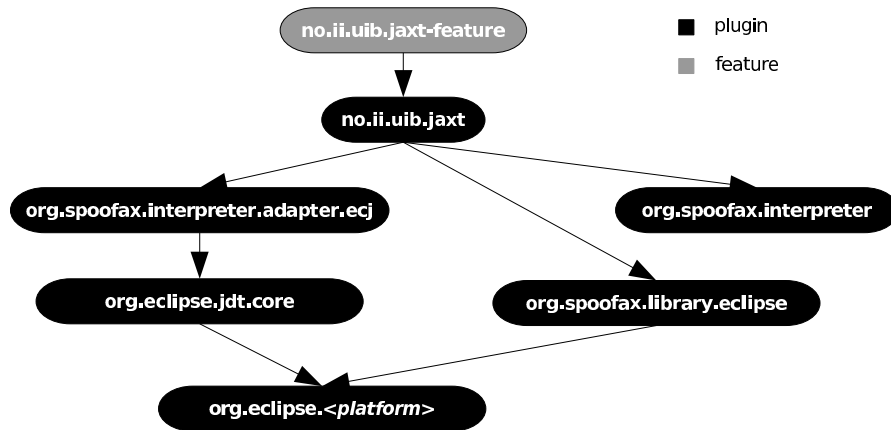 no.ii.uib.jaxt-feature
plugin
feature
no.ii.uib.jaxt
org.spoofax.interpreter.adapter.ecj
org.spoofax.interpreter
org.eclipse.jdt.core
org.spoofax.library.eclipse
org.eclipse.<platform>